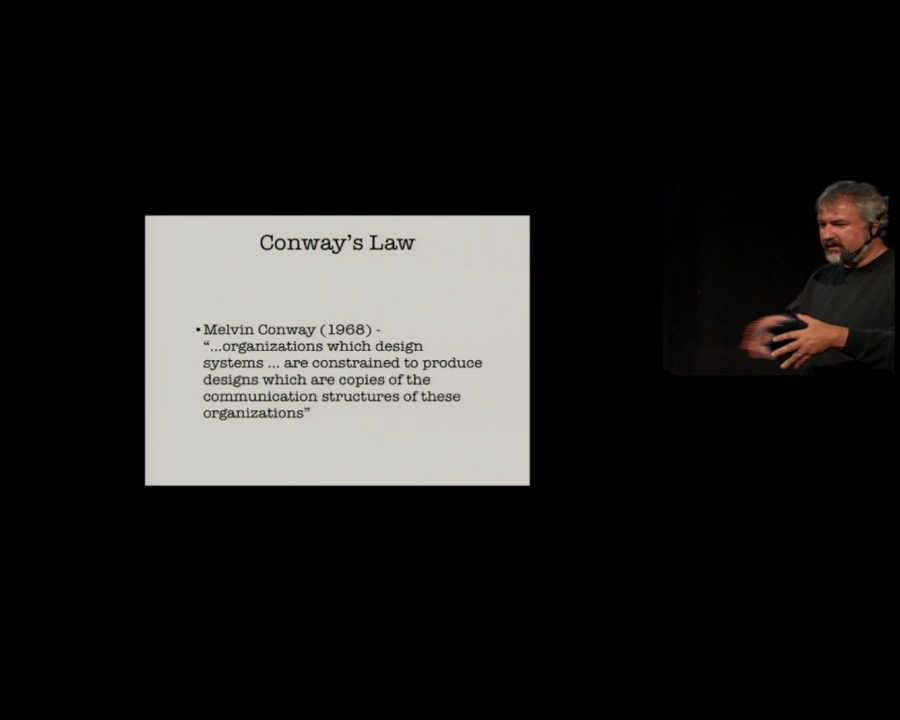 Conway's Law
•Melvin Conway (1968) -
“...organizations which design
systems ... are constrained to produce
designs which are copies of the
communication structures of these
organizations”